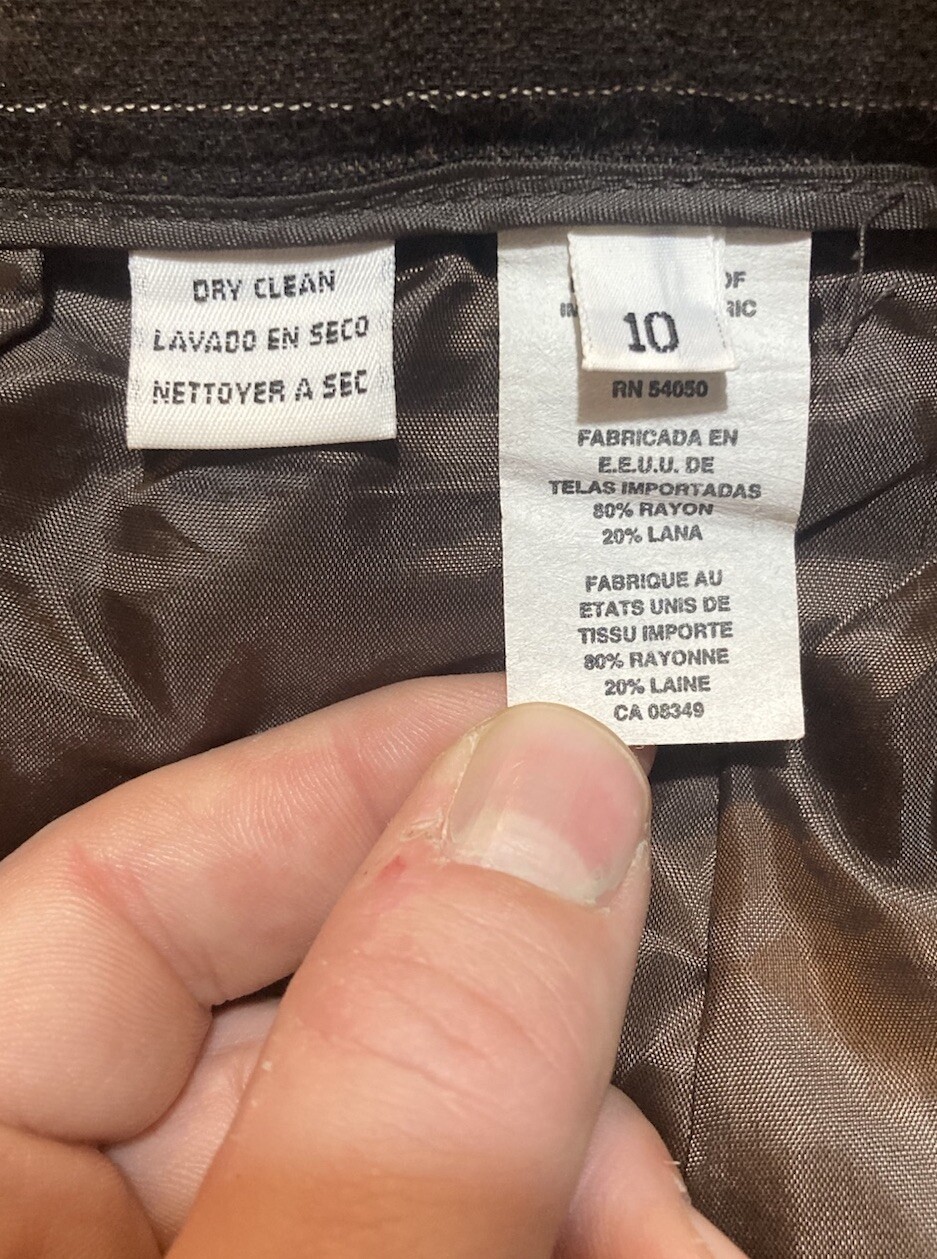 DRY CLEAN
LAVADO EN SECO
NETTOYER A SEC
OF
10
RN 54050
FABRICADA EN
E.E.U.U. DE
TELAS IMPORTADAS
80% RAYON
20% LANA
FABRIQUE AU
ETATS UNIS DE
TISSU IMPORTE
80% RAYONNE
20% LAINE
CA 08349